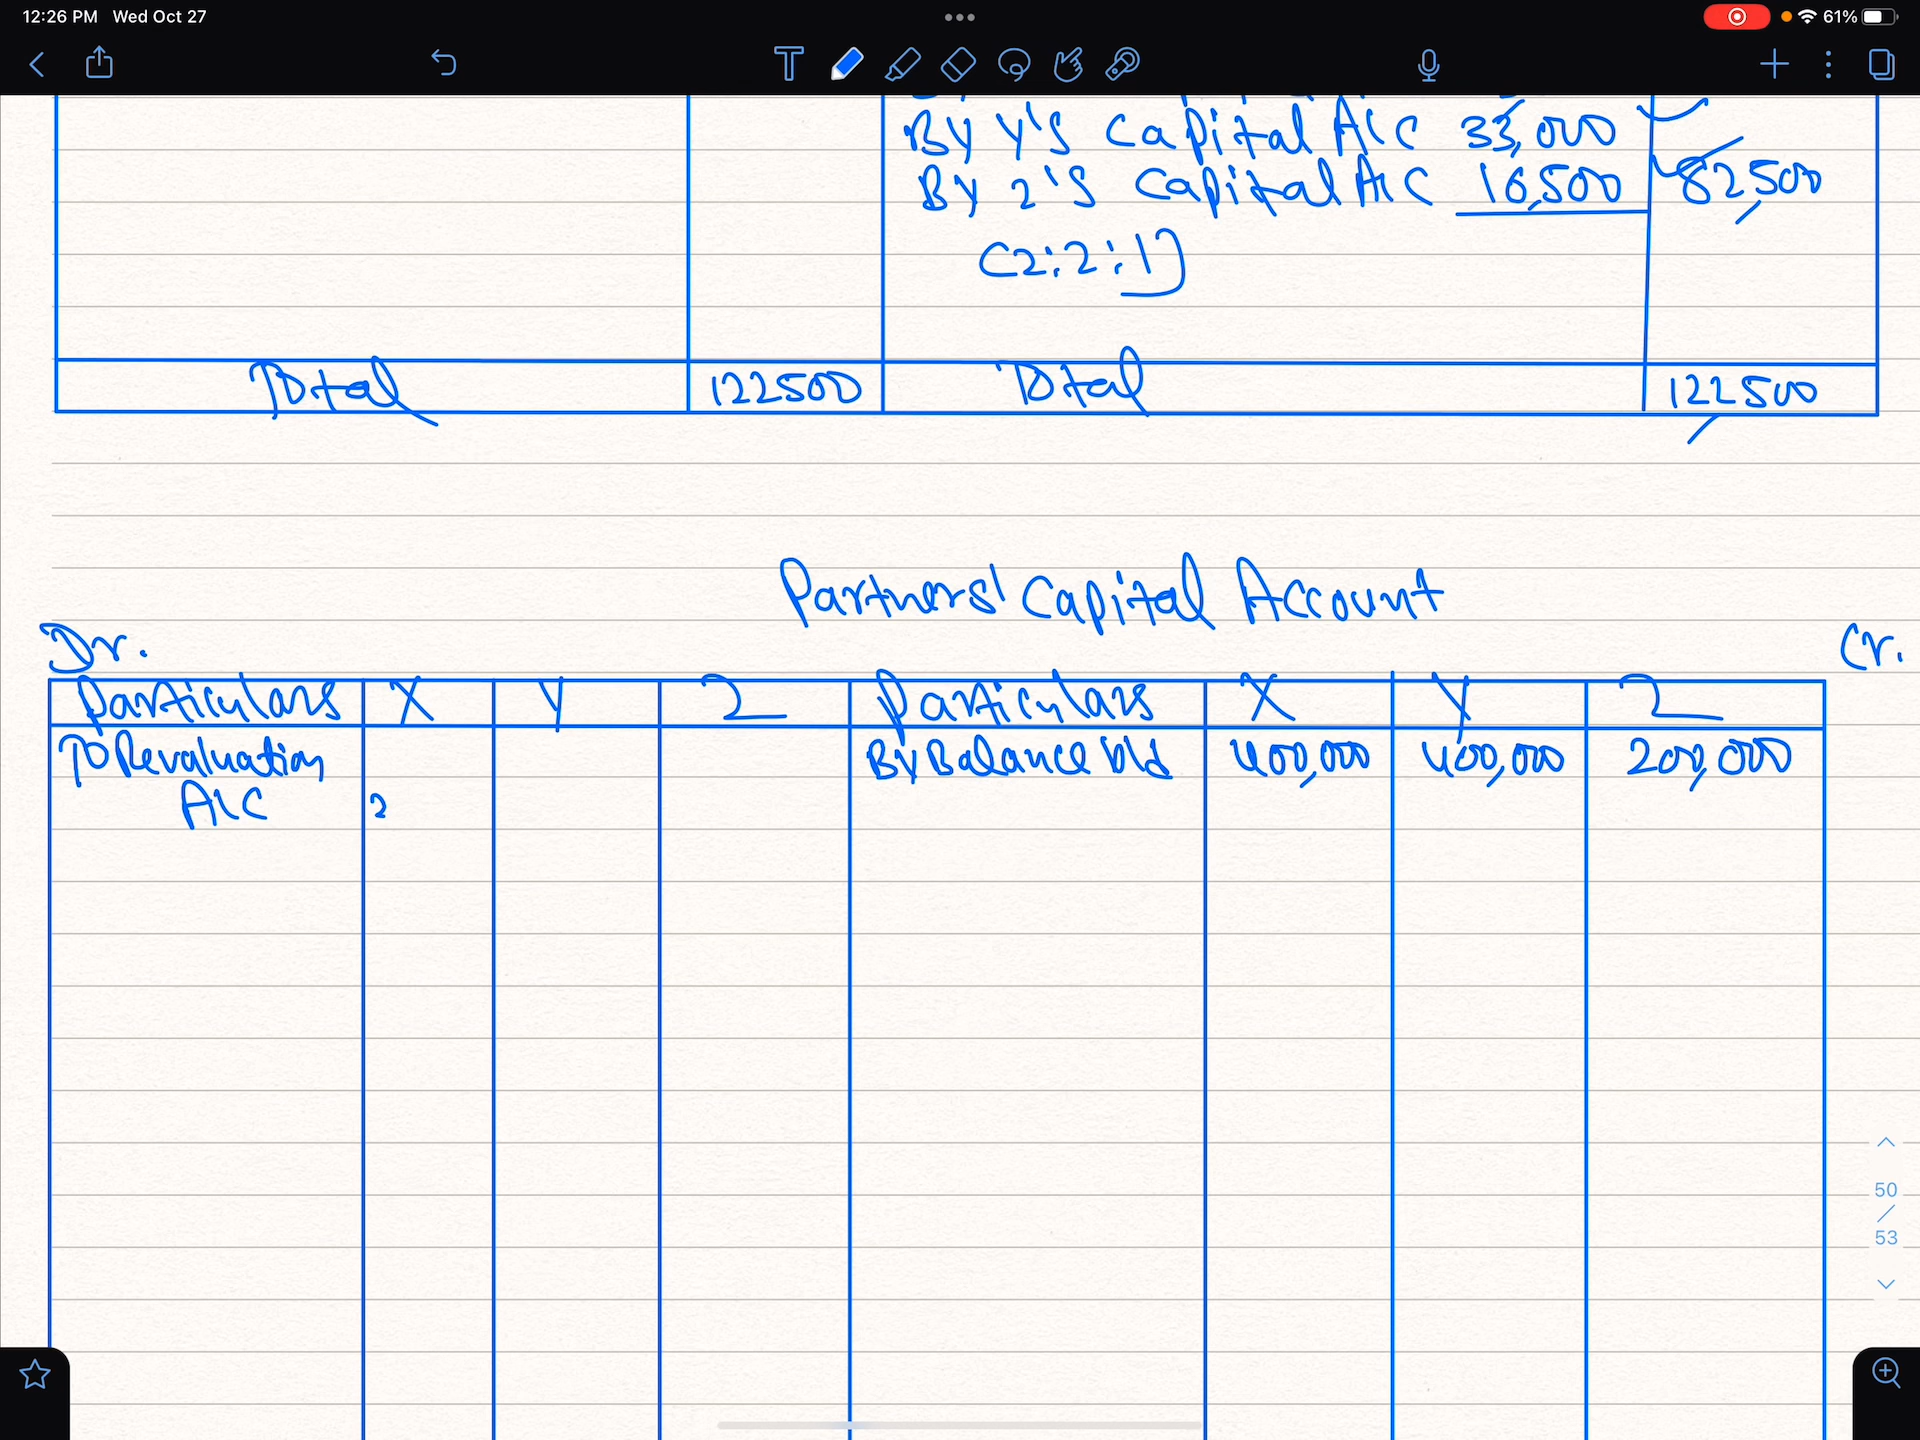 12:26 PM Wed Oct 27
61%
T
By Y's Capital A/C 33,000
By Z's Capital A/C 16,500 82,500
(2:2:1)
Total 122500 Total 122500
Partners' Capital Account
Dr. Cr.
Particulars X Y Z Particulars X Y Z
To Revaluation By Balance b/d 400,000 400,000 200,000
A/C 3
50
/
53